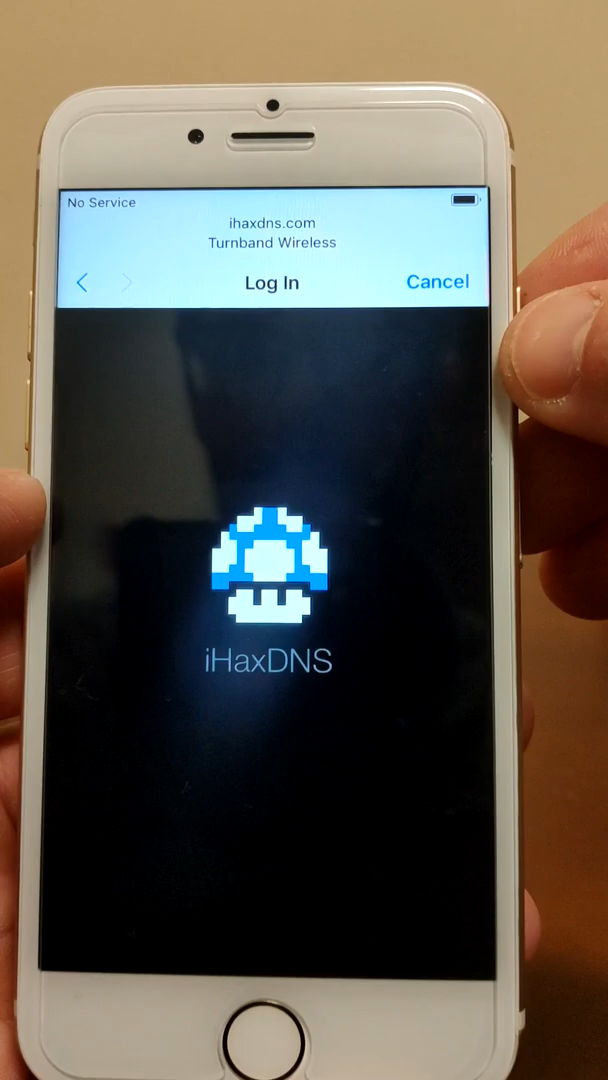 No Service
ihaxdns.com
Turnband Wireless
Log In
Cancel
iHaxDNS